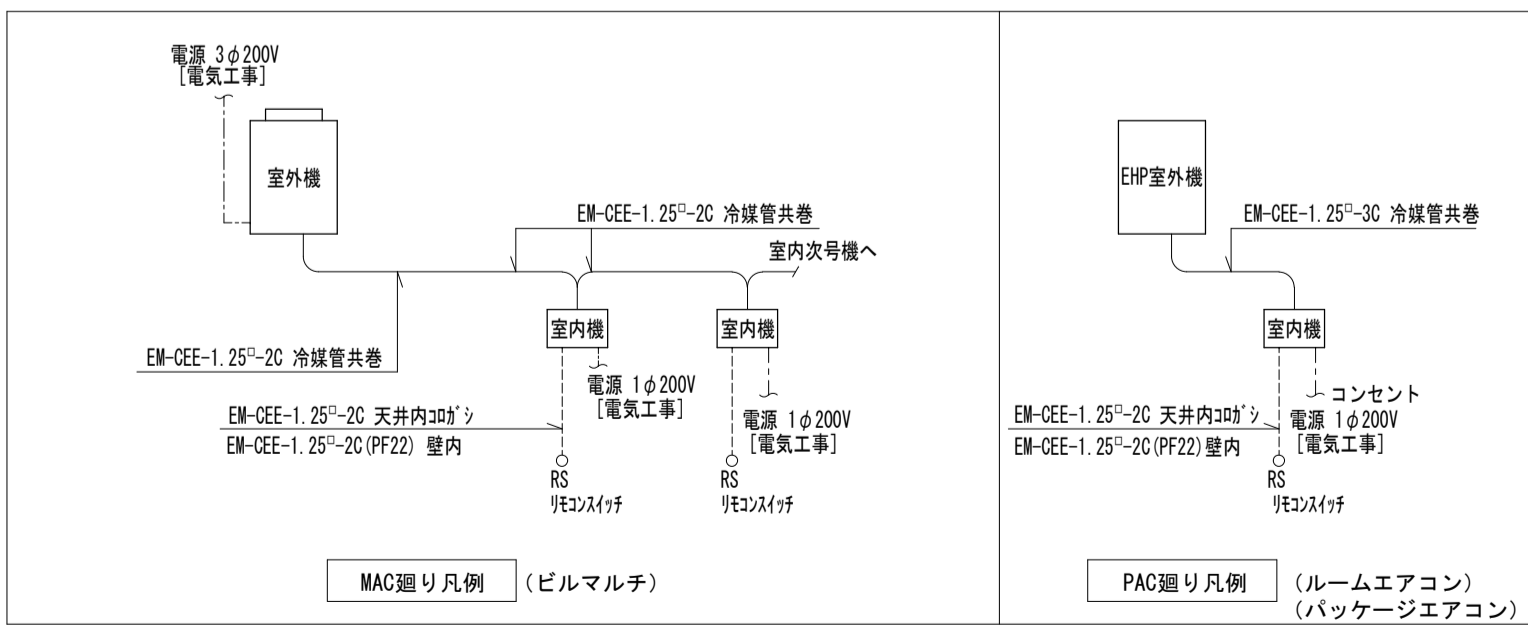 電源 3φ200V
[電気工事]
室外機
EM-CEE-1.25□-2C 冷媒管共巻
室内次号機へ
室内機
室内機
EM-CEE-1.25□-2C 冷媒管共巻
電源 1φ200V
[電気工事]
電源 1φ200V
[電気工事]
EM-CEE-1.25□-2C 天井内ｺﾛｶﾞｼ
EM-CEE-1.25□-2C(PF22) 壁内
RS
ﾘﾓｺﾝｽｲｯﾁ
RS
ﾘﾓｺﾝｽｲｯﾁ
MAC廻り凡例 (ビルマルチ)
EHP室外機
EM-CEE-1.25□-3C 冷媒管共巻
室内機
コンセント
電源 1φ200V
[電気工事]
EM-CEE-1.25□-2C 天井内ｺﾛｶﾞｼ
EM-CEE-1.25□-2C(PF22)壁内
RS
ﾘﾓｺﾝｽｲｯﾁ
PAC廻り凡例 (ルームエアコン)
(パッケージエアコン)